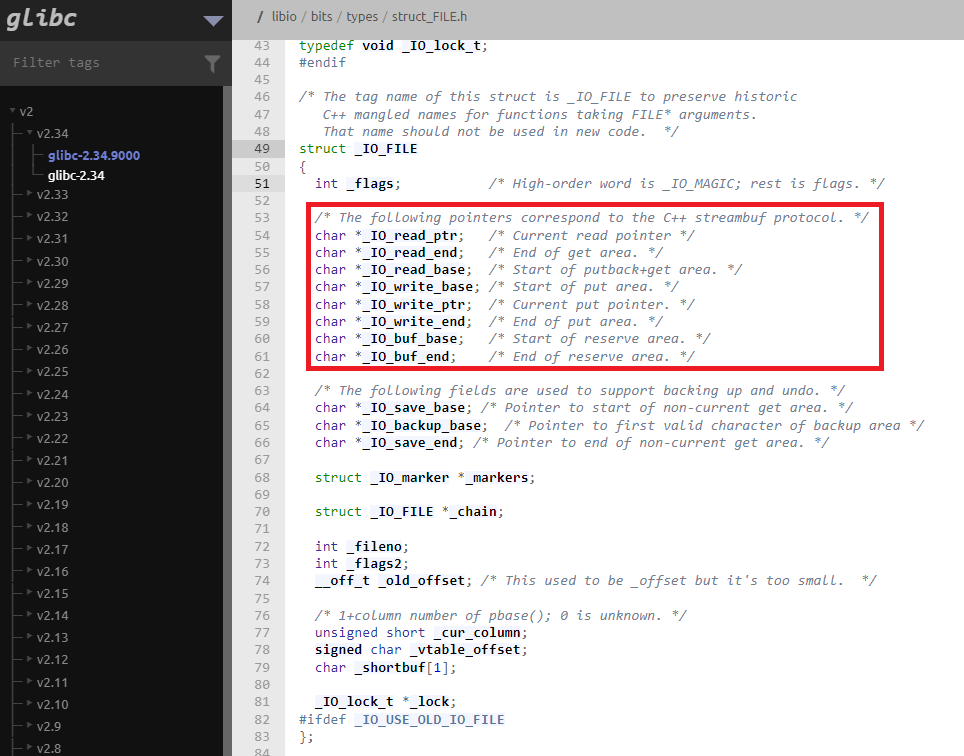 glibc
/ libio / bits / types / struct_FILE.h
Filter tags
v2
v2.34
glibc-2.34.9000
glibc-2.34
v2.33
v2.32
v2.31
v2.30
v2.29
v2.28
v2.27
v2.26
v2.25
v2.24
v2.23
v2.22
v2.21
v2.20
v2.19
v2.18
v2.17
v2.16
v2.15
v2.14
v2.13
v2.12
v2.11
v2.10
v2.9
v2.8
43 typedef void _IO_lock_t;
44 #endif
45
46 /* The tag name of this struct is _IO_FILE to preserve historic
47 C++ mangled names for functions taking FILE* arguments.
48 That name should not be used in new code.  */
49 struct _IO_FILE
50 {
51 int _flags; /* High-order word is _IO_MAGIC; rest is flags. */
52
53 /* The following pointers correspond to the C++ streambuf protocol. */
54 char *_IO_read_ptr; /* Current read pointer */
55 char *_IO_read_end; /* End of get area. */
56 char *_IO_read_base; /* Start of putback+get area. */
57 char *_IO_write_base; /* Start of put area. */
58 char *_IO_write_ptr; /* Current put pointer. */
59 char *_IO_write_end; /* End of put area. */
60 char *_IO_buf_base; /* Start of reserve area. */
61 char *_IO_buf_end; /* End of reserve area. */
62
63 /* The following fields are used to support backing up and undo. */
64 char *_IO_save_base; /* Pointer to start of non-current get area. */
65 char *_IO_backup_base; /* Pointer to first valid character of backup area */
66 char *_IO_save_end; /* Pointer to end of non-current get area. */
67
68 struct _IO_marker *_markers;
69
70 struct _IO_FILE *_chain;
71
72 int _fileno;
73 int _flags2;
74 __off_t _old_offset; /* This used to be _offset but it's too small.  */
75
76 /* 1+column number of pbase(); 0 is unknown. */
77 unsigned short _cur_column;
78 signed char _vtable_offset;
79 char _shortbuf[1];
80
81 _IO_lock_t *_lock;
82 #ifdef _IO_USE_OLD_IO_FILE
83 };
84